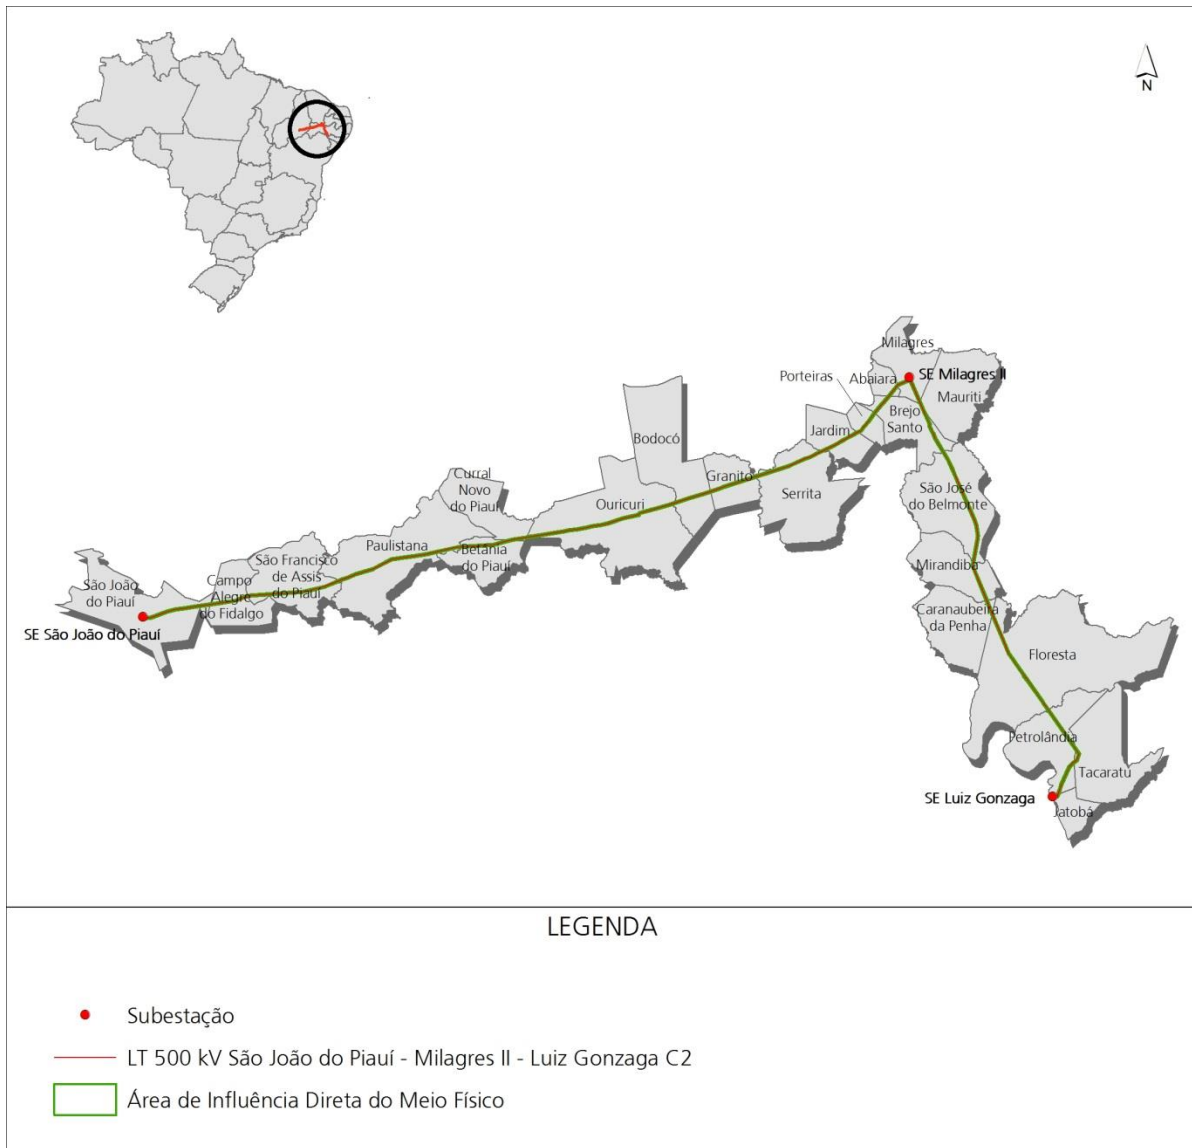 N
Milagres
SE Milagres II
Porteiras
Abaiara
Mauriti
Brejo
Santo
Jardim
Bodocó
Granito
Serrita
Curral
Novo
do Piauí
Ouricuri
São José
do Belmonte
Paulistana
Betânia
do Piauí
São Francisco
de Assis
do Piauí
Campo
Alegre
do Fidalgo
São João
do Piauí
SE São João do Piauí
Mirandiba
Caranaubeira
da Penha
Floresta
Petrolândia
Tacaratú
SE Luiz Gonzaga
Jatobá
LEGENDA
Subestação
LT 500 kV São João do Piauí - Milagres II - Luiz Gonzaga C2
Área de Influência Direta do Meio Físico